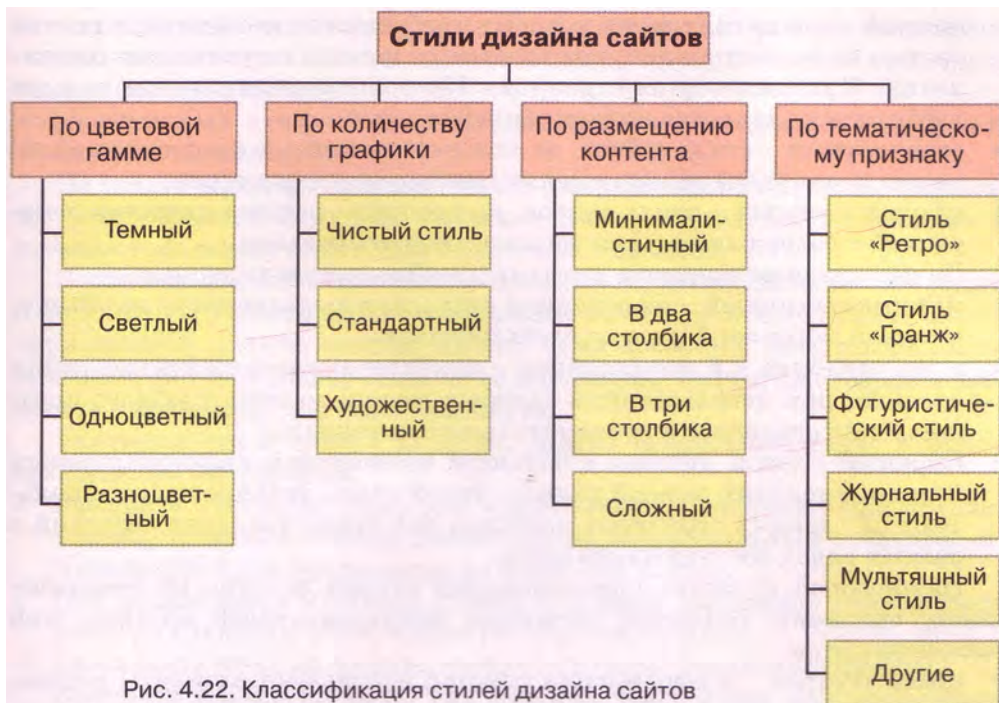 Стили дизайна сайтов
По цветовой
гамме
Темный
Светлый
Одноцветный
Разноцвет-
ный
По количеству
графики
Чистый стиль
Стандартный
Художествен-
ный
По размещению
контента
Минимали-
стичный
В два
столбика
В три
столбика
Сложный
По тематическо-
му признаку
Стиль
«Ретро»
Стиль
«Гранж»
Футуристиче-
ский стиль
Журнальный
стиль
Мультяшный
стиль
Другие
Рис. 4.22. Классификация стилей дизайна сайтов